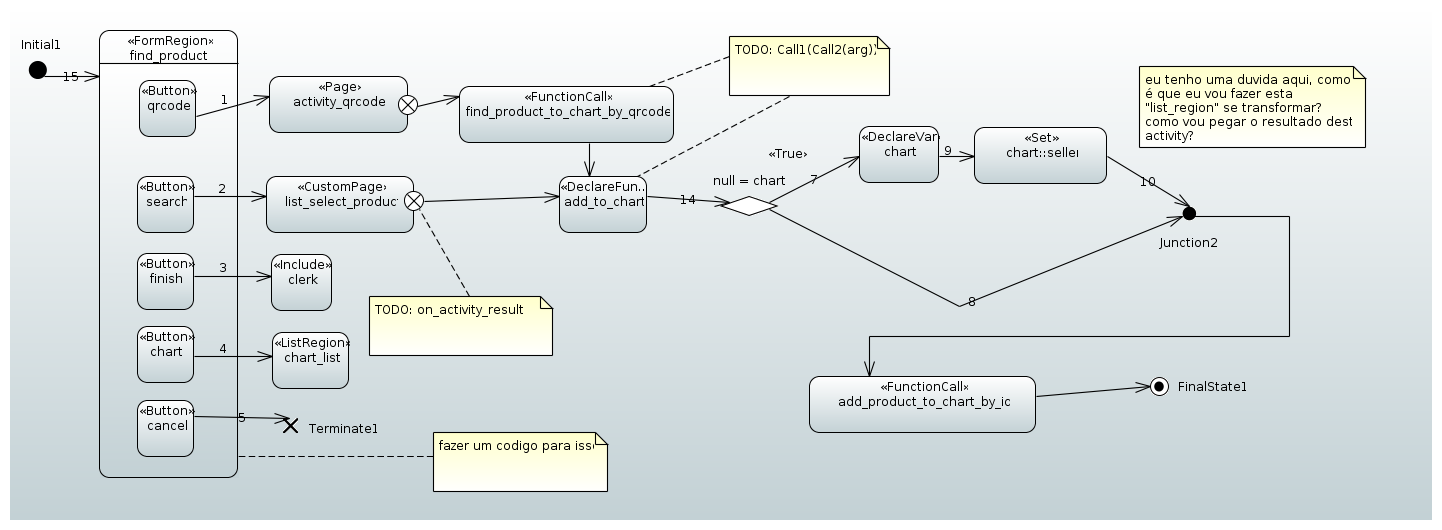 Initial1
15
«FormRegion»
find_product
«Button»
qrcode
1
«Page»
activity_qrcode
«FunctionCall»
find_product_to_chart_by_qrcode
TODO: Call1(Call2(arg))
eu tenho uma duvida aqui, como
é que eu vou fazer esta
"list_region" se transformar?
como vou pegar o resultado dest
activity?
«Button»
search
2
«CustomPage»
list_select_product
«DeclareFun...
add_to_chart
14
null = chart
«True»
7
«DeclareVar»
chart
9
«Set»
chart::seller
10
Junction2
8
«Button»
finish
3
«Include»
clerk
TODO: on_activity_result
«Button»
chart
4
«ListRegion»
chart_list
«Button»
cancel
5
Terminate1
fazer um codigo para isso
«FunctionCall»
add_product_to_chart_by_ic
FinalState1